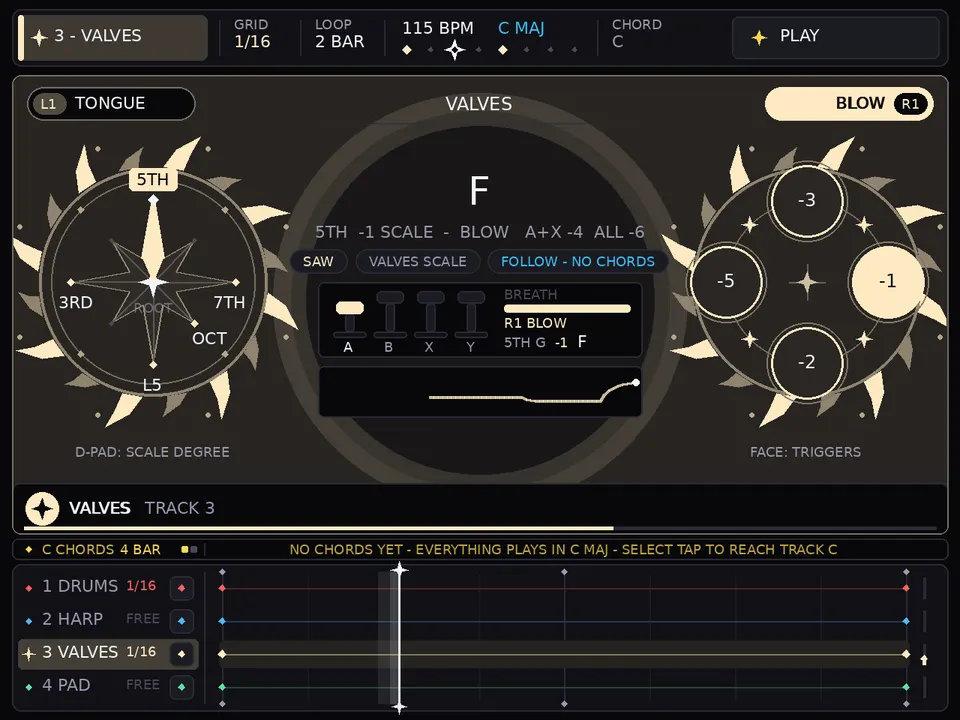 3 - VALVES
GRID
1/16
LOOP
2 BAR
115 BPM
C MAJ
CHORD
C
PLAY
L1 TONGUE
VALVES
BLOW R1
5TH
3RD
7TH
ROOT
OCT
L5
D-PAD: SCALE DEGREE
F
5TH -1 SCALE - BLOW A+X -4 ALL -6
SAW
VALVES SCALE
FOLLOW - NO CHORDS
A B X Y
BREATH
R1 BLOW
5TH G -1 F
-3
-5
-1
-2
FACE: TRIGGERS
VALVES TRACK 3
C CHORDS 4 BAR
NO CHORDS YET - EVERYTHING PLAYS IN C MAJ - SELECT TAP TO REACH TRACK C
1 DRUMS 1/16
2 HARP FREE
3 VALVES 1/16
4 PAD FREE